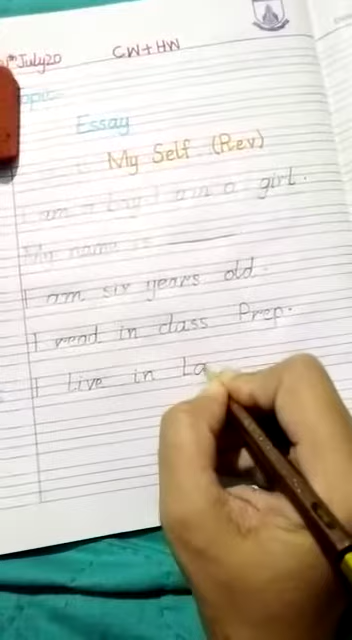 July20 CW+HW
opic
Essay
My Self (Rev)
I am a boy. I am a girl.
My name is
I am six years old.
I read in class Prep.
I live in La